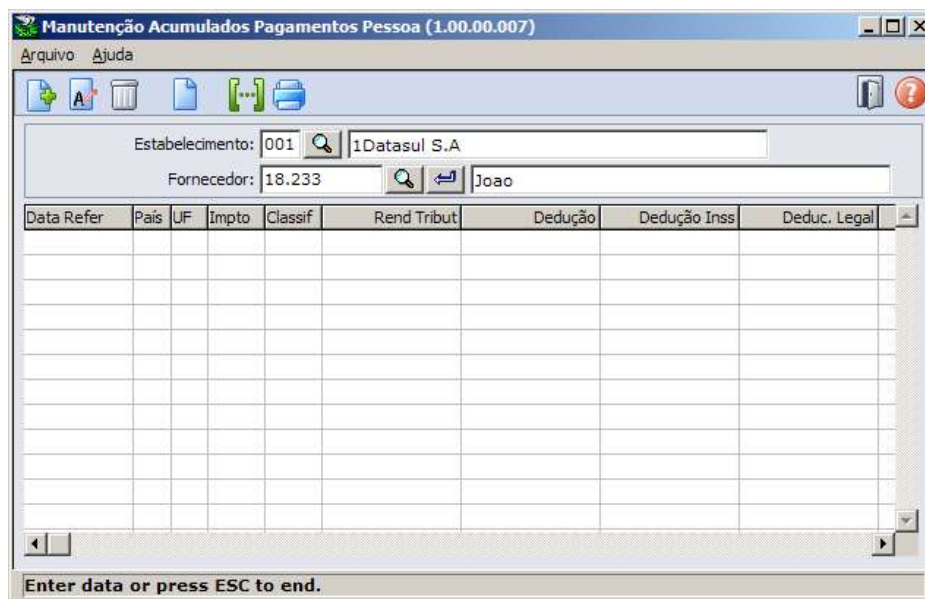 Manutenção Acumulados Pagamentos Pessoa (1.00.00.007)
Arquivo Ajuda
A
?
Estabelecimento: 001 1Datasul S.A
Fornecedor: 18.233 Joao
Data Refer País UF Impto Classif Rend Tribut Dedução Dedução Inss Deduc. Legal
Enter data or press ESC to end.